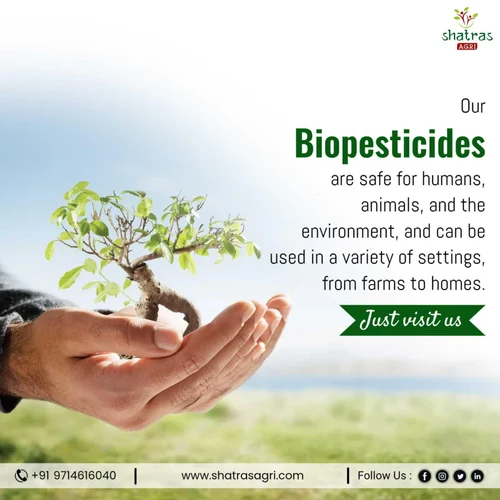 shatras
AGRI
Our
Biopesticides
are safe for humans,
animals, and the
environment, and can be
used in a variety of settings,
from farms to homes.
Just visit us
+91 9714616040
www.shatrasagri.com
Follow Us :